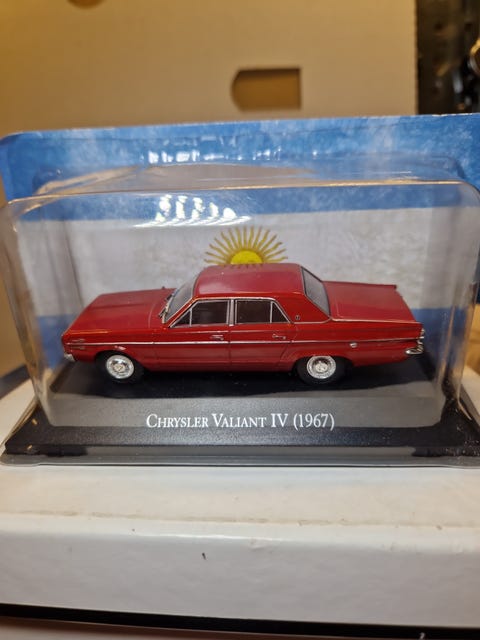 Chrysler Valiant IV (1967)